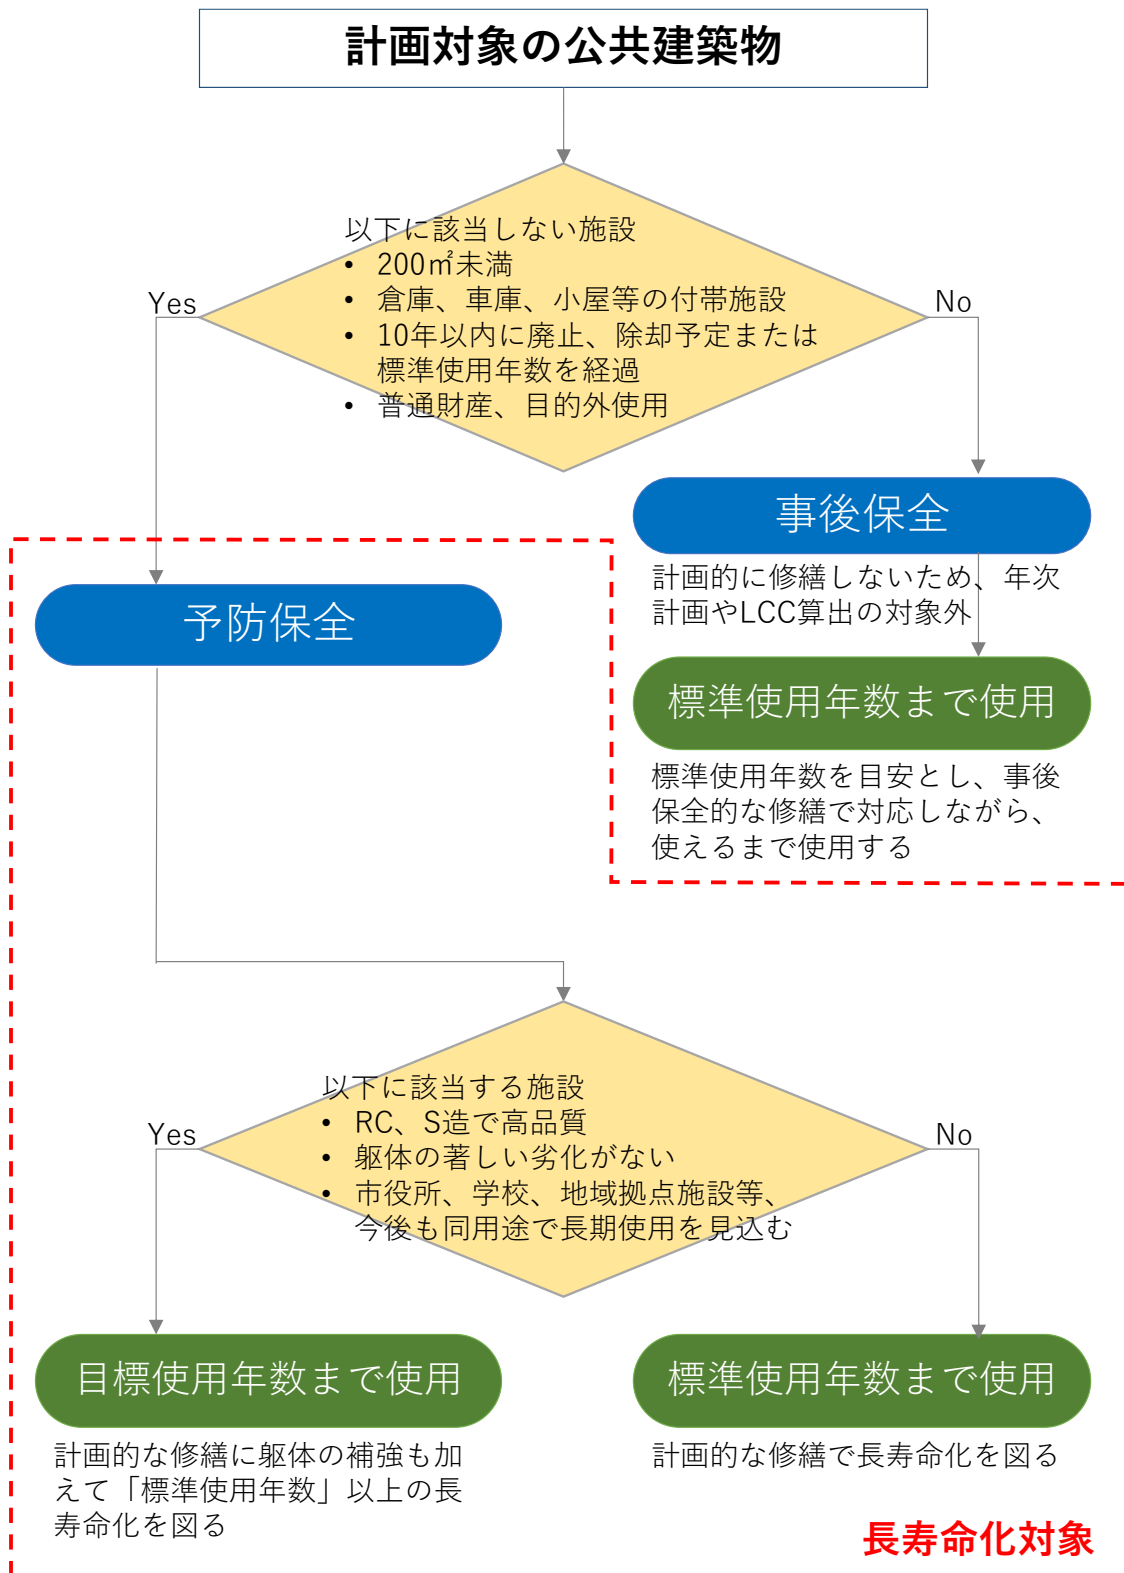 計画対象の公共建築物
以下に該当しない施設
• 200㎡未満
• 倉庫、車庫、小屋等の付帯施設
• 10年以内に廃止、除却予定または
標準使用年数を経過
• 普通財産、目的外使用
Yes
No
事後保全
計画的に修繕しないため、年次
計画やLCC算出の対象外
予防保全
標準使用年数まで使用
標準使用年数を目安とし、事後
保全的な修繕で対応しながら、
使えるまで使用する
以下に該当する施設
• RC、S造で高品質
• 躯体の著しい劣化がない
• 市役所、学校、地域拠点施設等、
今後も同用途で長期使用を見込む
Yes
No
目標使用年数まで使用
計画的な修繕に躯体の補強も加
えて「標準使用年数」以上の長
寿命化を図る
標準使用年数まで使用
計画的な修繕で長寿命化を図る
長寿命化対象